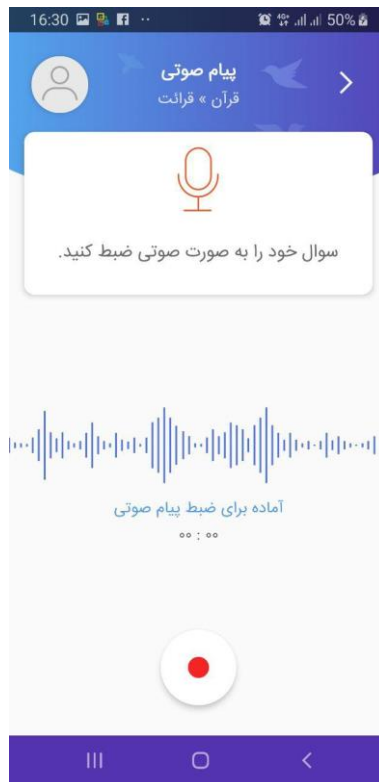 16:30
4G+
50%
پیام صوتی
قرآن » قرائت
سوال خود را به صورت صوتی ضبط کنید.
آماده برای ضبط پیام صوتی
۰۰ : ۰۰